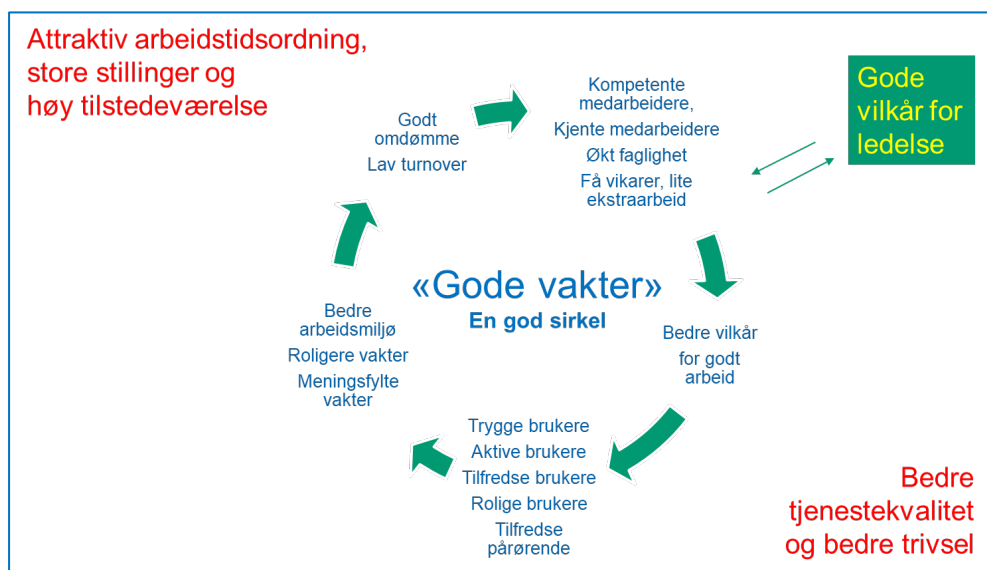 Attraktiv arbeidstidsordning,
store stillinger og
høy tilstedeværelse
Gode
vilkår for
ledelse
Kompetente
medarbeidere,
Kjente medarbeidere
Økt faglighet
Få vikarer, lite
ekstraarbeid
Godt
omdømme
Lav turnover
«Gode vakter»
En god sirkel
Bedre vilkår
for godt
arbeid
Bedre
arbeidsmiljø
Roligere vakter
Meningsfylte
vakter
Trygge brukere
Aktive brukere
Tilfredse brukere
Rolige brukere
Tilfredse
pårørende
Bedre
tjenestekvalitet
og bedre trivsel